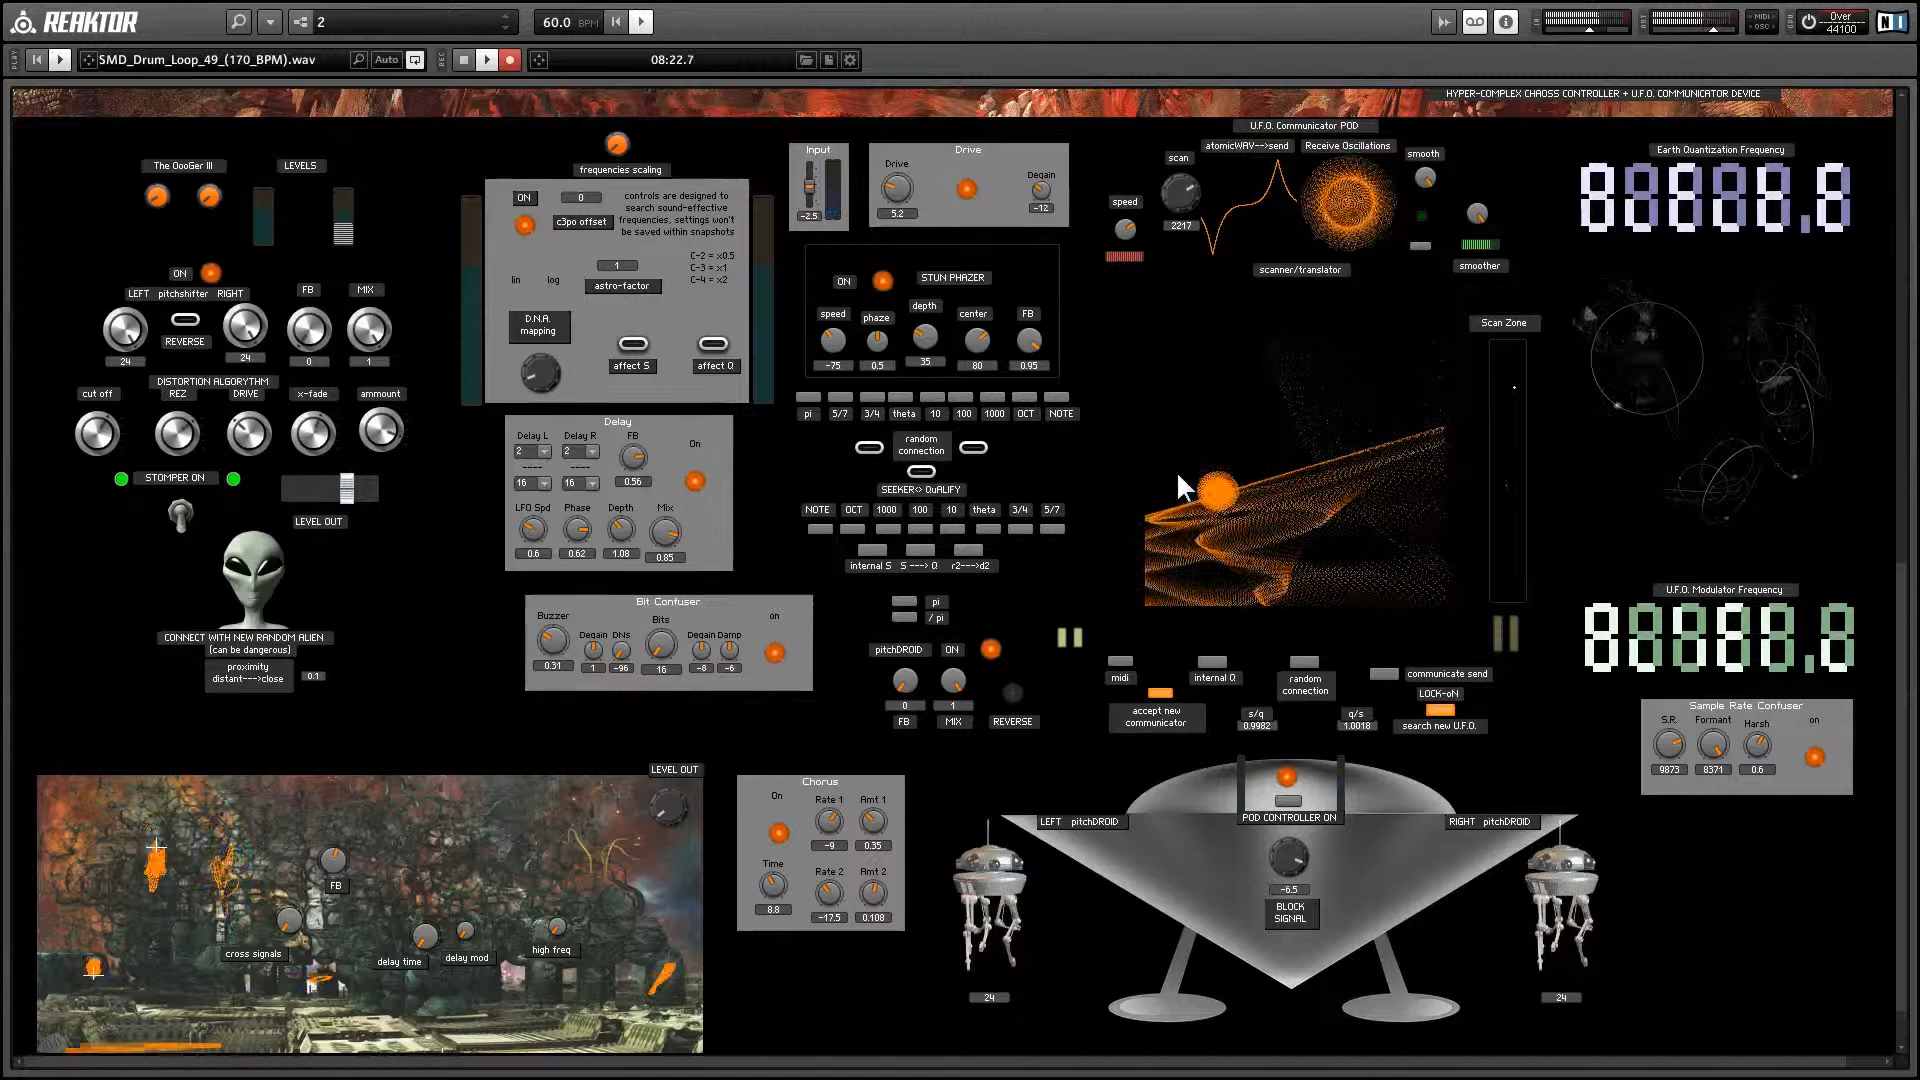 REAKTOR
2
60.0 BPM
MIDI
OSC
Over
44100
NI
SMD_Drum_Loop_49_(170_BPM).wav
Auto
08:22.7
HYPER-COMPLEX CHAOSS CONTROLLER + U.F.O. COMMUNICATOR DEVICE
The OooGer III
LEVELS
ON
LEFT pitchshifter RIGHT
FB
MIX
REVERSE
24
24
0
1
DISTORTION ALGORYTHM
cut off
REZ
DRIVE
x-fade
ammount
STOMPER ON
LEVEL OUT
CONNECT WITH NEW RANDOM ALIEN
(can be dangerous)
proximity
distant--->close
0.1
frequencies scaling
ON
0
c3po offset
controls are designed to
search sound-effective
frequencies, settings won't
be saved within snapshots
C-2 = x0.5
C-3 = x1
C-4 = x2
lin
log
1
astro-factor
D.N.A.
mapping
affect S
affect Q
Delay
Delay L
Delay R
FB
On
2
2
----
----
16
16
0.56
LFO Spd
Phase
Depth
Mix
0.6
0.62
1.08
0.85
Bit Confuser
Buzzer
Degain
DNs
Bits
Degain
Damp
on
0.31
1
-96
16
-8
-6
Input
-2.5
Drive
Drive
5.2
Degain
-12
ON
STUN PHAZER
speed
phaze
depth
center
FB
-75
0.5
35
80
0.95
pi
5/7
3/4
theta
10
100
1000
OCT
NOTE
random
connection
SEEKER<> QuALIFY
NOTE
OCT
1000
100
10
theta
3/4
5/7
internal S
S ---> Q
r2--->d2
pi
/ pi
pitchDROID
ON
0
1
FB
MIX
REVERSE
U.F.O. Communicator POD
scan
atomicWAV-->send
Receive Oscillations
smooth
speed
2217
scanner/translator
smoother
Scan Zone
midi
internal Q
random
connection
communicate send
LOCK-oN
accept new
communicator
s/q
0.9982
q/s
1.0018
search new U.F.O.
Earth Quantization Frequency
U.F.O. Modulator Frequency
Sample Rate Confuser
S.R.
Formant
Harsh
on
9873
8371
0.6
LEVEL OUT
FB
cross signals
delay time
delay mod
high freq
Chorus
On
Rate 1
Amt 1
-9
0.35
Time
Rate 2
Amt 2
8.8
-17.5
0.108
LEFT pitchDROID
POD CONTROLLER ON
RIGHT pitchDROID
-6.5
BLOCK
SIGNAL
24
24